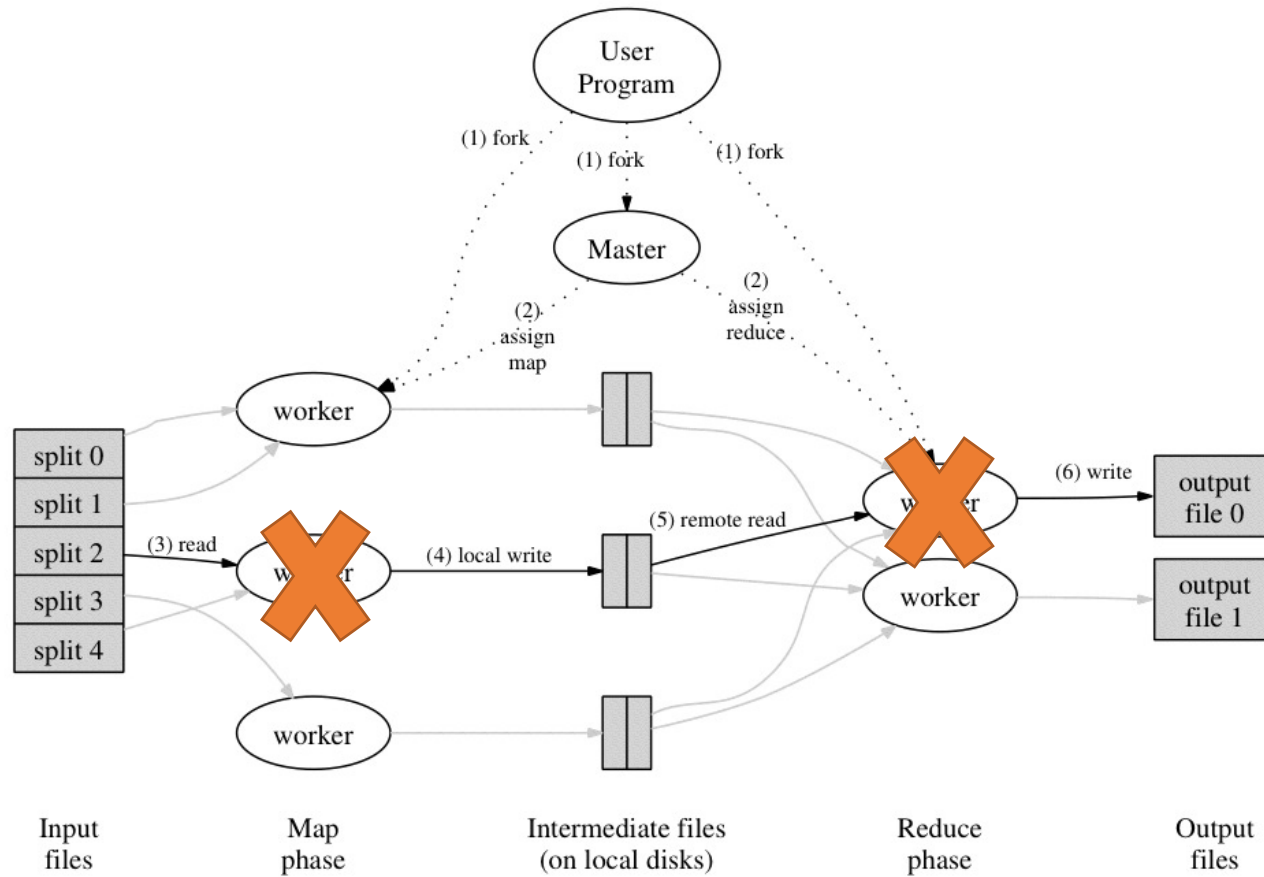 User
Program
(1) fork
(1) fork
(1) fork
Master
(2)
assign
map
(2)
assign
reduce
worker
split 0
split 1
split 2
split 3
split 4
(3) read
(4) local write
(5) remote read
(6) write
output
file 0
worker
output
file 1
worker
Input
files
Map
phase
Intermediate files
(on local disks)
Reduce
phase
Output
files